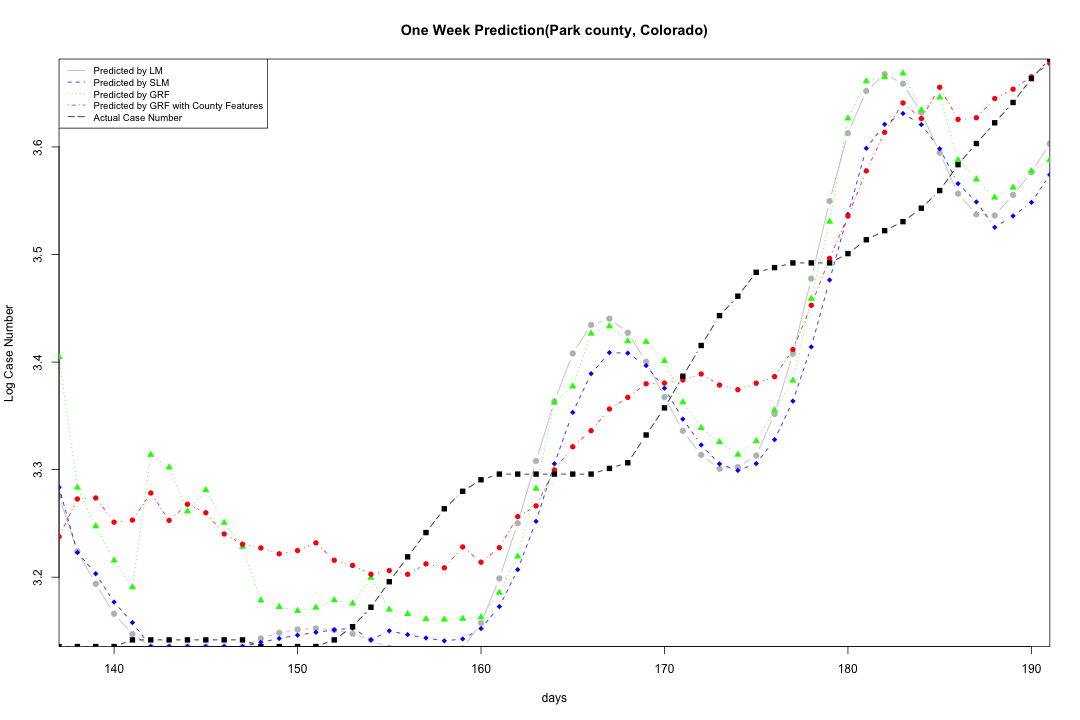 One Week Prediction(Park county, Colorado)
Predicted by LM
Predicted by SLM
Predicted by GRF
Predicted by GRF with County Features
Actual Case Number
Log Case Number
3.6
3.5
3.4
3.3
3.2
140 150 160 170 180 190
days